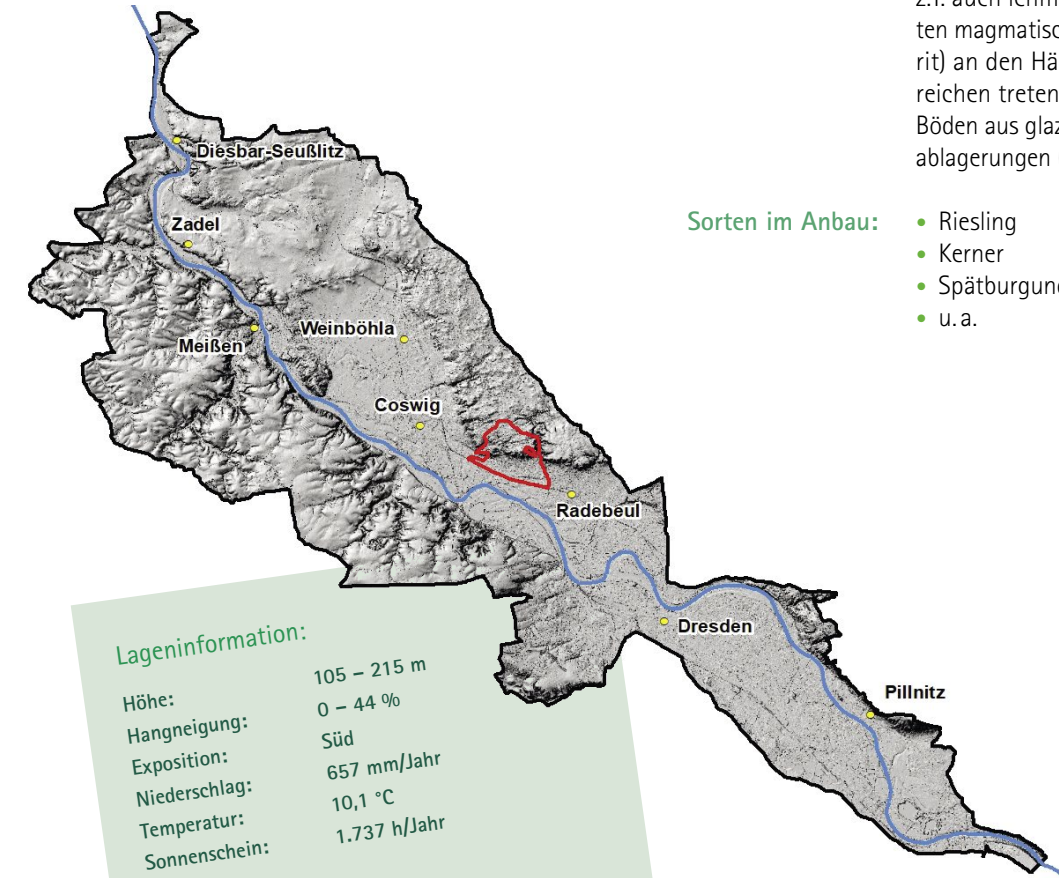 ten magmatisc
rit) an den Hä
reichen treten
Böden aus glaz
ablagerungen
Sorten im Anbau:
• Riesling
• Kerner
• Spätburgund
• u. a.
Diesbar-Seußlitz
Zadel
Meißen
Weinböhla
Coswig
Radebeul
Dresden
Pillnitz
Lageninformation:
Höhe: 105 – 215 m
Hangneigung: 0 – 44 %
Exposition: Süd
Niederschlag: 657 mm/Jahr
Temperatur: 10,1 °C
Sonnenschein: 1.737 h/Jahr